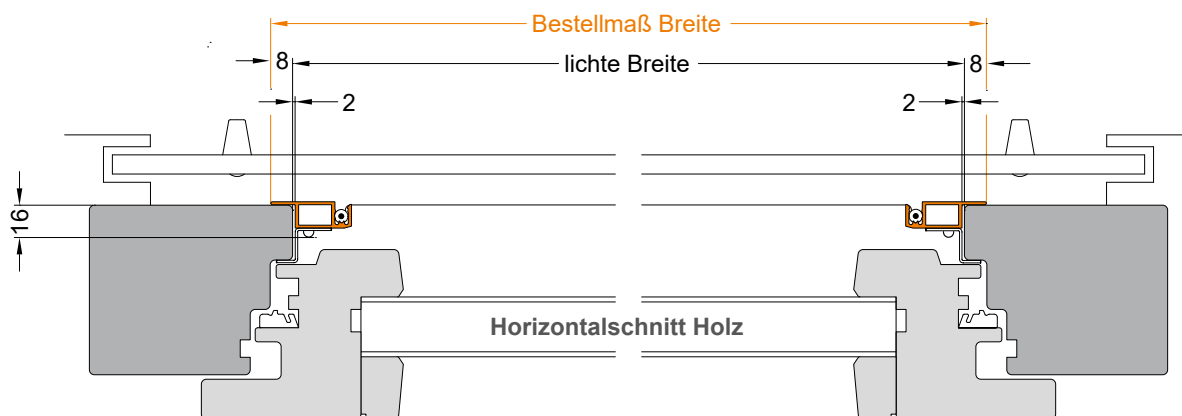 Bestellmaß Breite
8 lichte Breite 8
2 2
16
Horizontalschnitt Holz